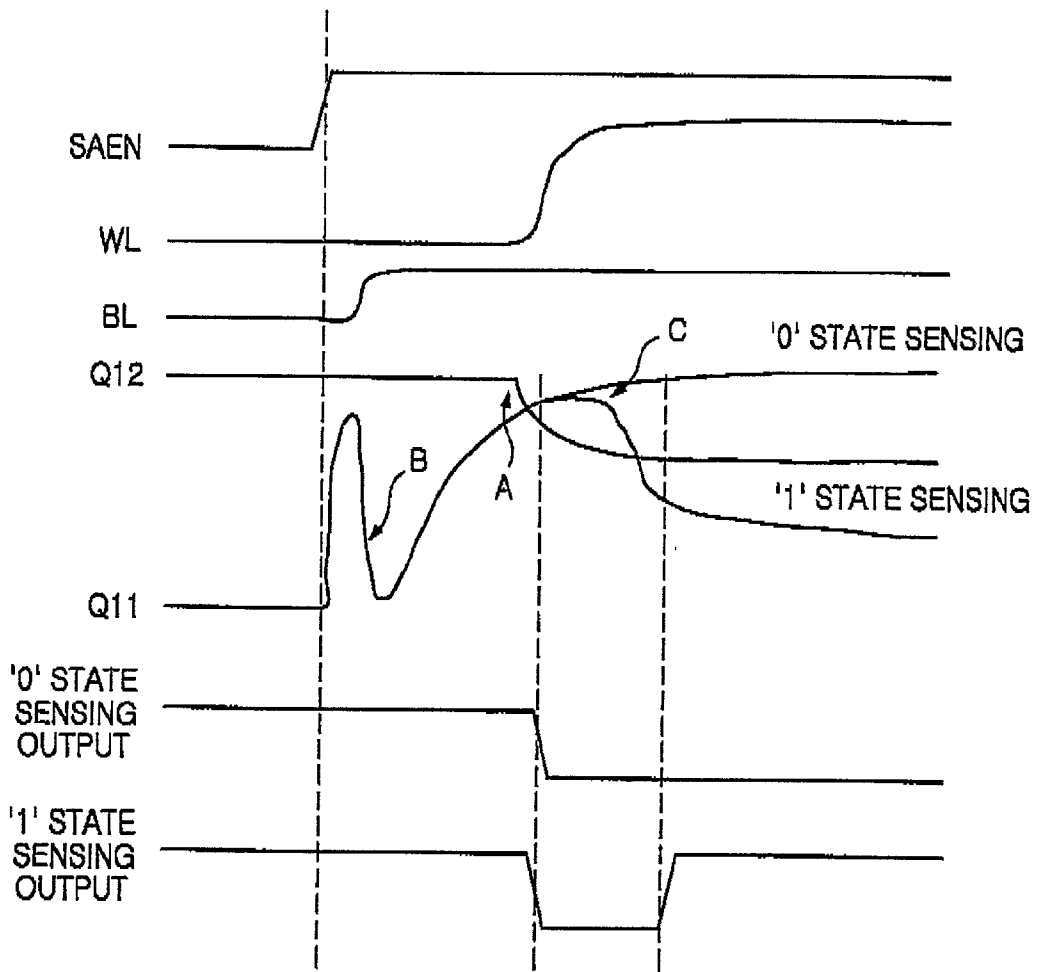 SAEN
WL
BL
C
'0' STATE SENSING
Q12
B
A
'1' STATE SENSING
Q11
'0' STATE
SENSING
OUTPUT
'1' STATE
SENSING
OUTPUT